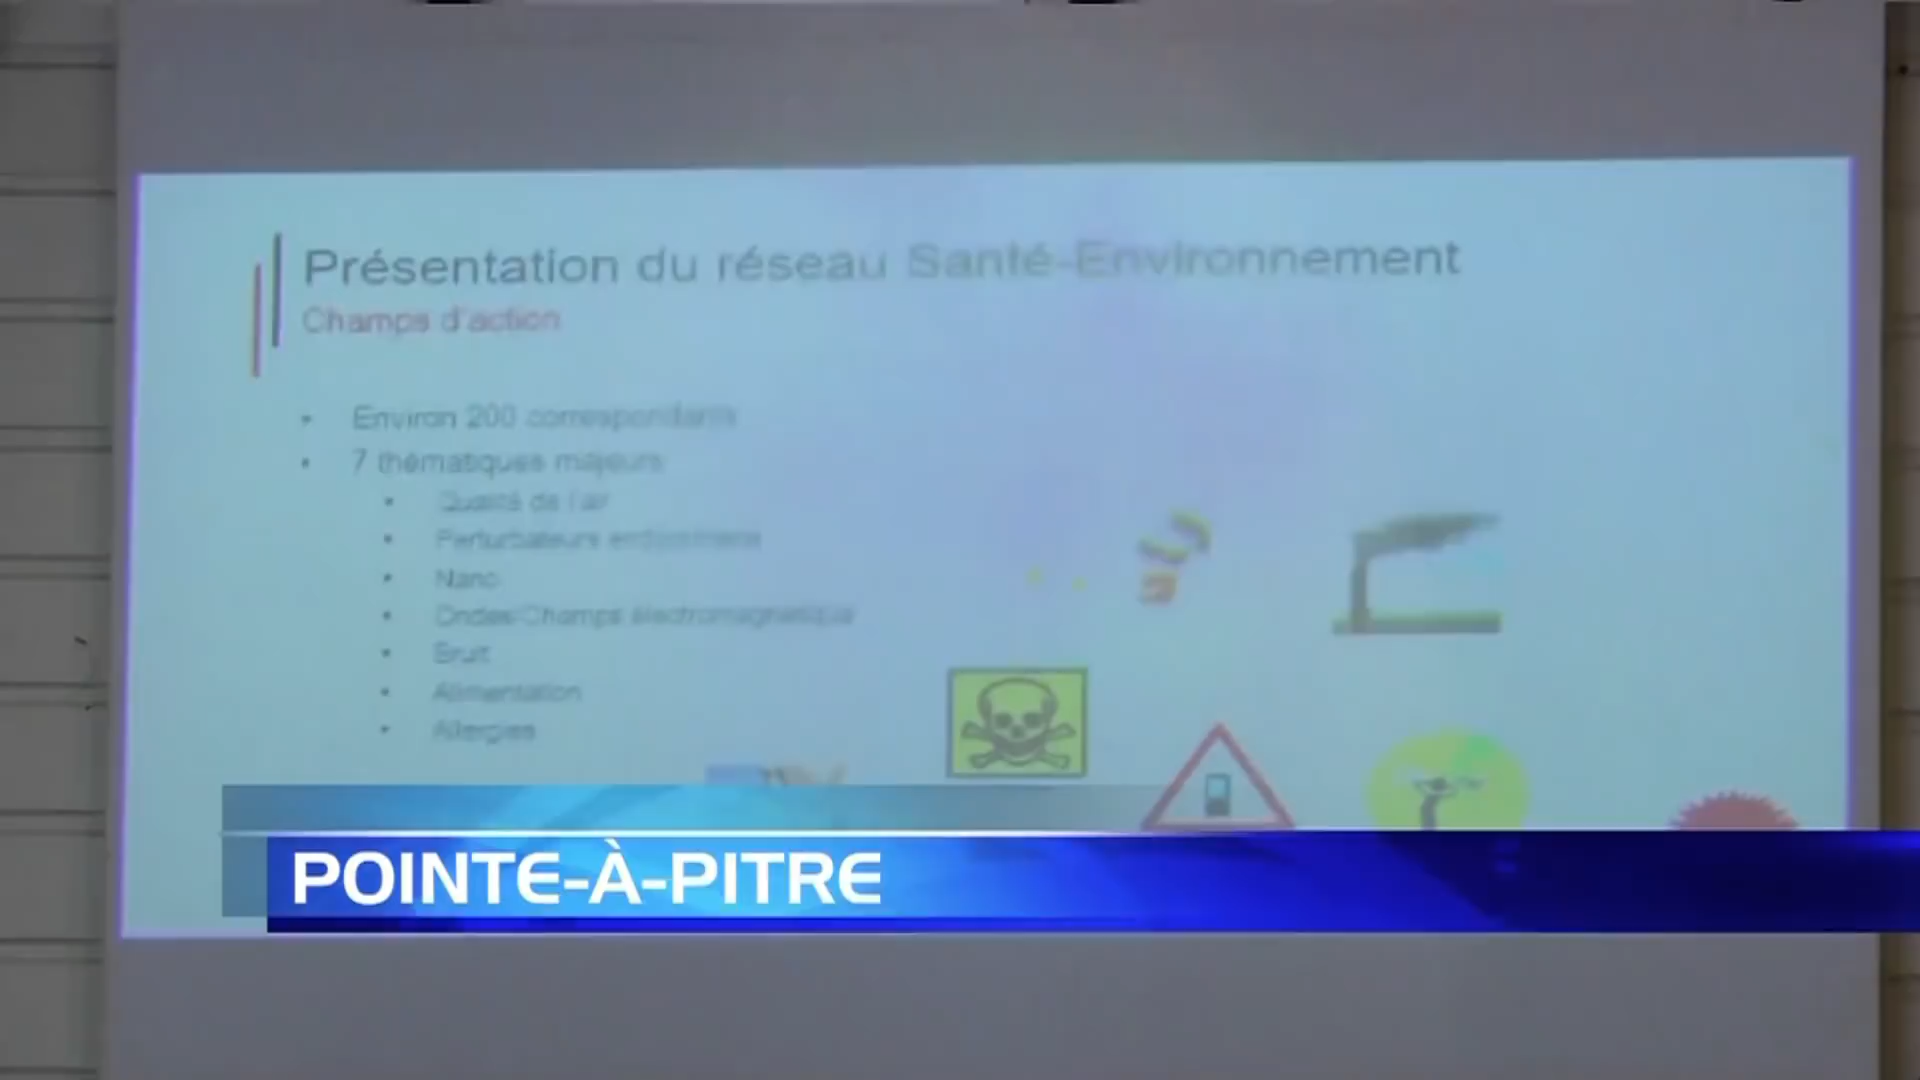 Présentation du réseau Santé-Environnement
Champs d'action
• Environ 200 correspondants
• 7 thématiques majeurs
• Qualité de l'air
• Perturbateurs endocriniens
• Nano
• Ondes/Champs électromagnétique
• Bruit
• Alimentation
• Allergies
POINTE-À-PITRE